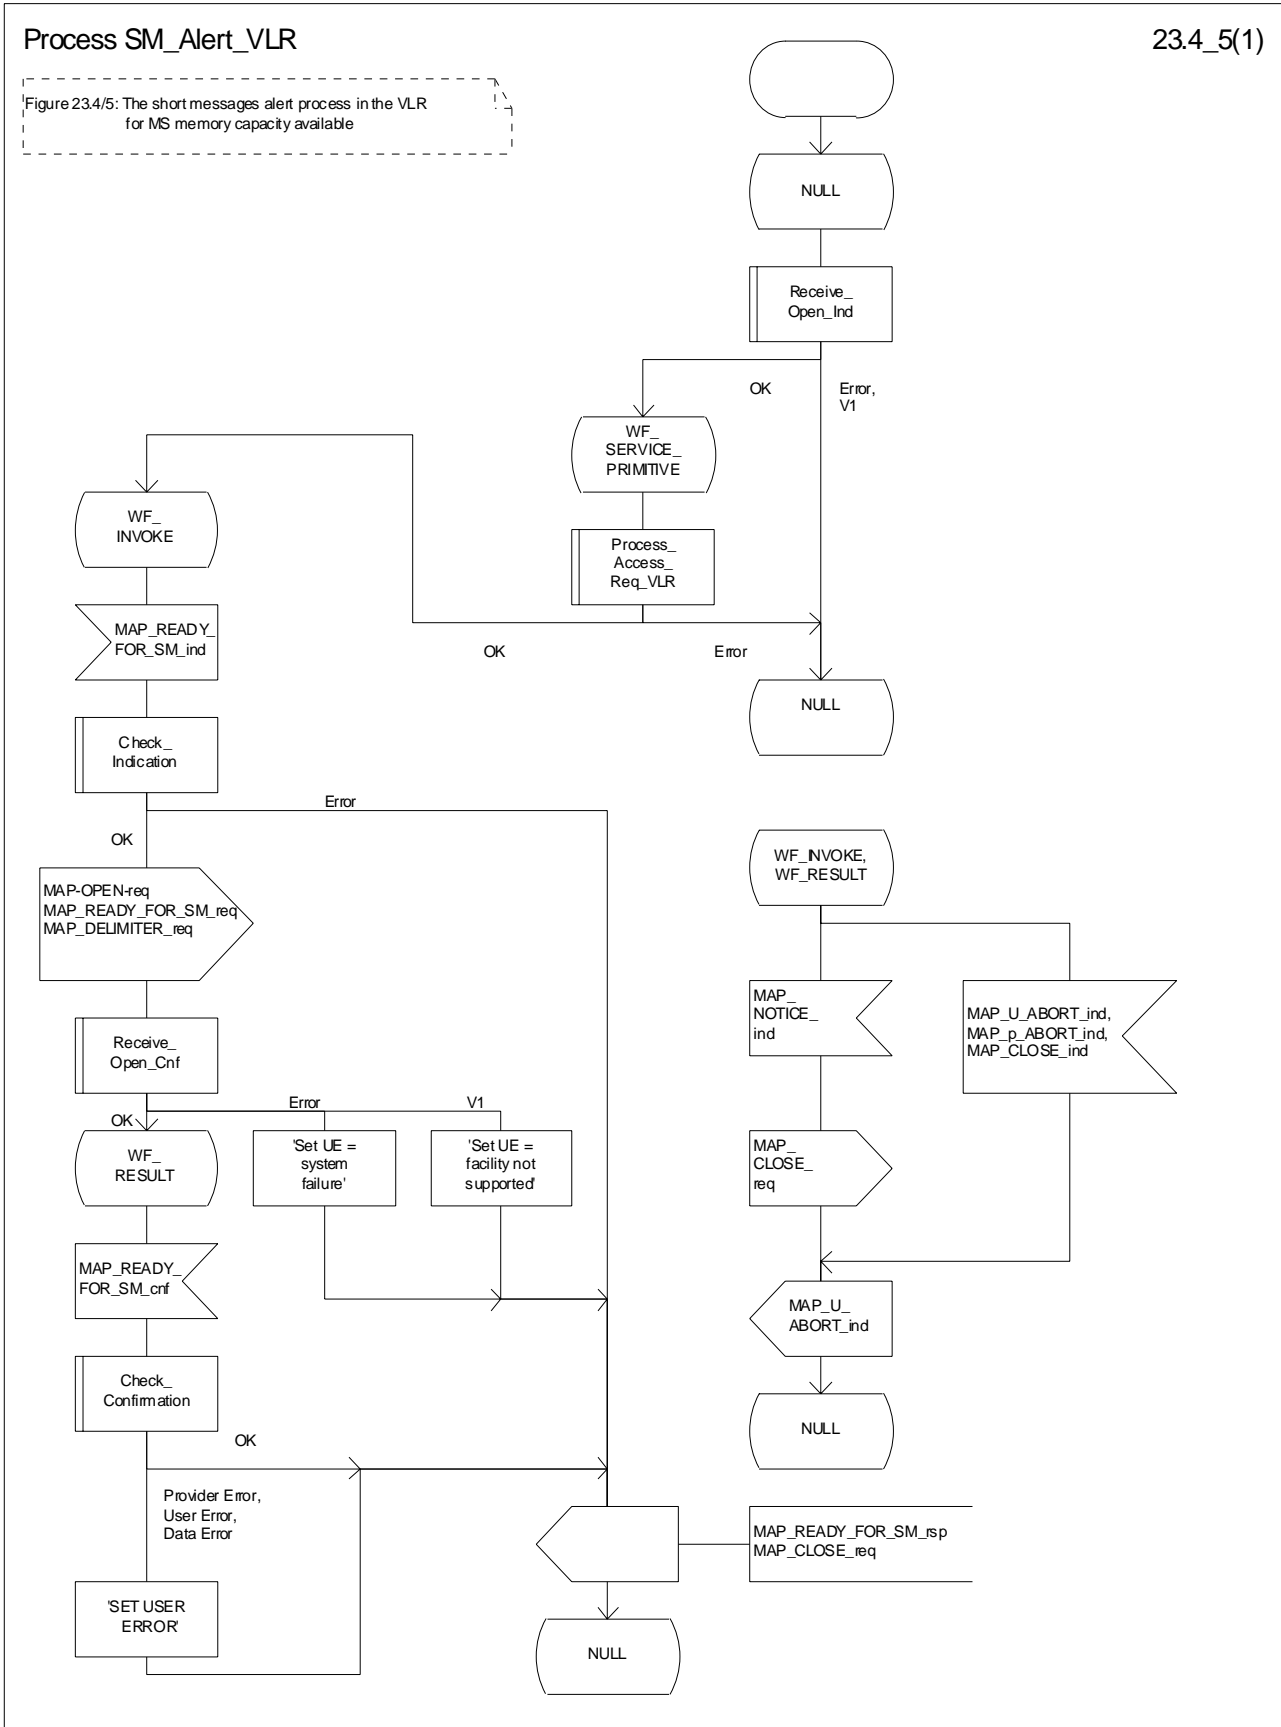 Process SM_Alert_VLR
23.4_5(1)
Figure 23.4/5: The short messages alert process in the VLR
for MS memory capacity available
NULL
Receive_
Open_Ind
OK
Error,
V1
WF_
SERVICE_
PRIMITIVE
WF_
INVOKE
Process_
Access_
Req_VLR
MAP_READY_
FOR_SM_ind
OK
Error
NULL
Check_
Indication
Error
OK
WF_INVOKE,
WF_RESULT
MAP-OPEN-req
MAP_READY_FOR_SM_req
MAP_DELIMITER_req
MAP_
NOTICE_
ind
MAP_U_ABORT_ind,
MAP_p_ABORT_ind,
MAP_CLOSE_ind
Receive_
Open_Cnf
Error
V1
OK
WF_
RESULT
'Set UE =
system
failure'
'Set UE =
facility not
supported'
MAP_
CLOSE_
req
MAP_READY_
FOR_SM_cnf
MAP_U_
ABORT_ind
Check_
Confirmation
NULL
OK
Provider Error,
User Error,
Data Error
MAP_READY_FOR_SM_rsp
MAP_CLOSE_req
'SET USER
ERROR'
NULL